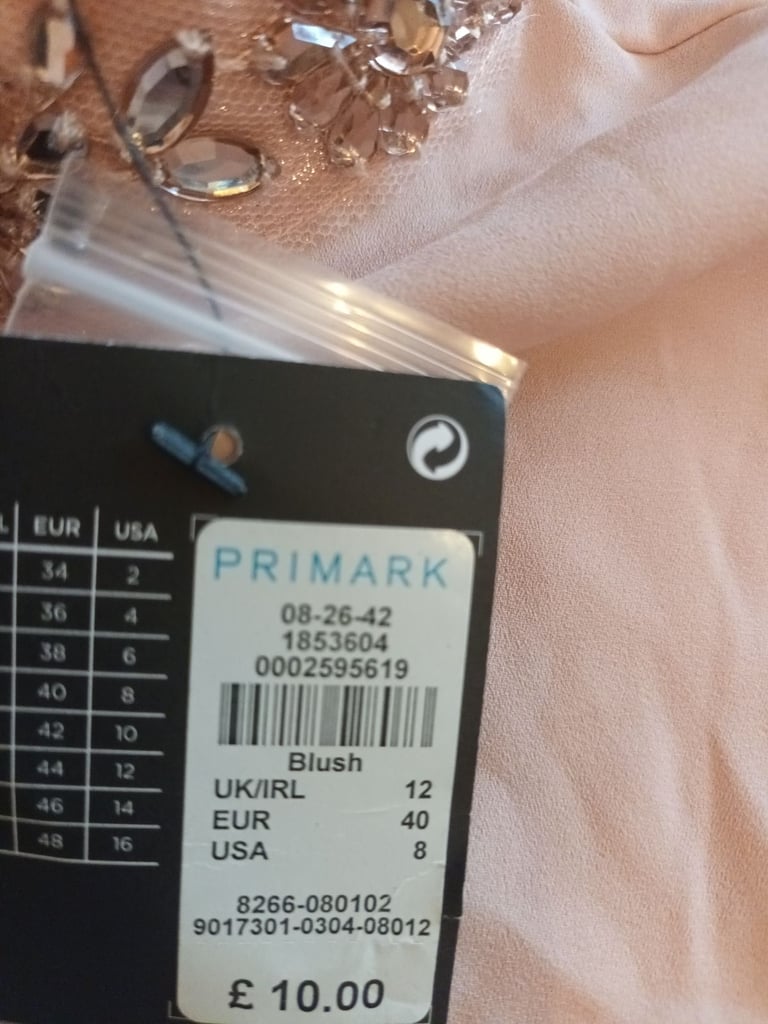 EUR USA
34 2
36 4
38 6
40 8
42 10
44 12
46 14
48 16
PRIMARK
08-26-42
1853604
0002595619
Blush
UK/IRL 12
EUR 40
USA 8
8266-080102
9017301-0304-08012
£ 10.00